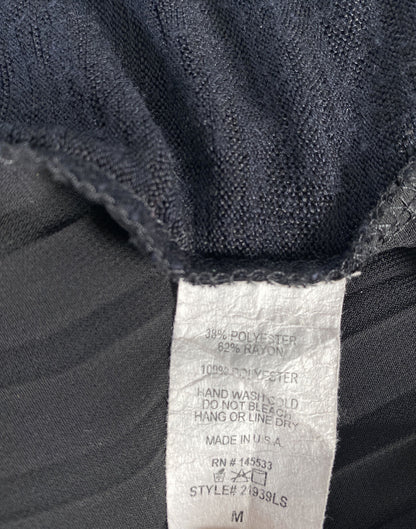 38% POLYESTER
62% RAYON
100% POLYESTER
HAND WASH COLD
DO NOT BLEACH
HANG OR LINE DRY
MADE IN U.S.A
RN # 145533
STYLE# 21939LS
M